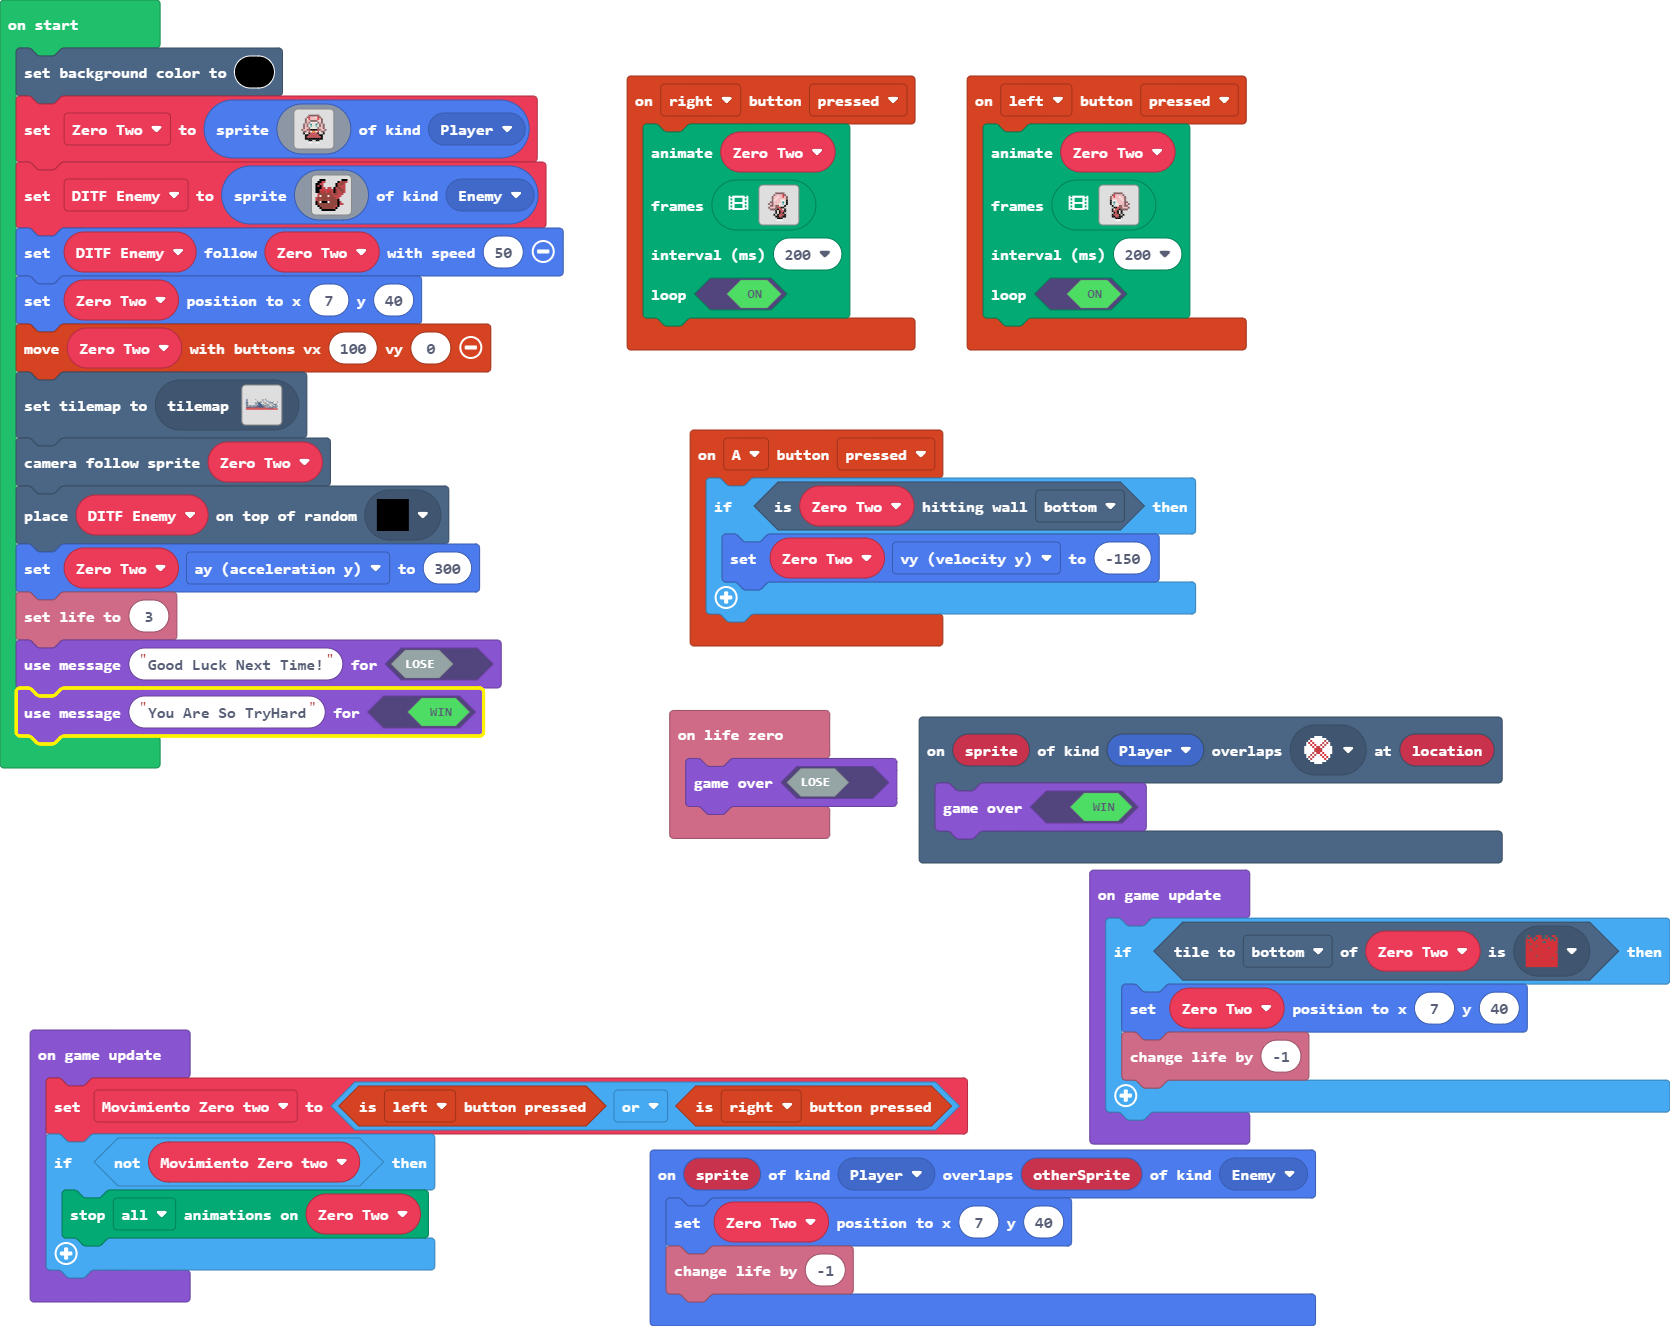 on start
set background color to
set Zero Two to sprite of kind Player
set DITF Enemy to sprite of kind Enemy
set DITF Enemy follow Zero Two with speed 50
set Zero Two position to x 7 y 40
move Zero Two with buttons vx 100 vy 0
set tilemap to tilemap
camera follow sprite Zero Two
place DITF Enemy on top of random
set Zero Two ay (acceleration y) to 300
set life to 3
use message "Good Luck Next Time!" for LOSE
use message "You Are So TryHard" for WIN
on right button pressed
animate Zero Two
frames
interval (ms) 200
loop ON
on left button pressed
animate Zero Two
frames
interval (ms) 200
loop ON
on A button pressed
if is Zero Two hitting wall bottom then
set Zero Two vy (velocity y) to -150
on life zero
game over LOSE
on sprite of kind Player overlaps at location
game over WIN
on game update
if tile to bottom of Zero Two is then
set Zero Two position to x 7 y 40
change life by -1
on game update
set Movimiento Zero two to is left button pressed or is right button pressed
if not Movimiento Zero two then
stop all animations on Zero Two
on sprite of kind Player overlaps otherSprite of kind Enemy
set Zero Two position to x 7 y 40
change life by -1